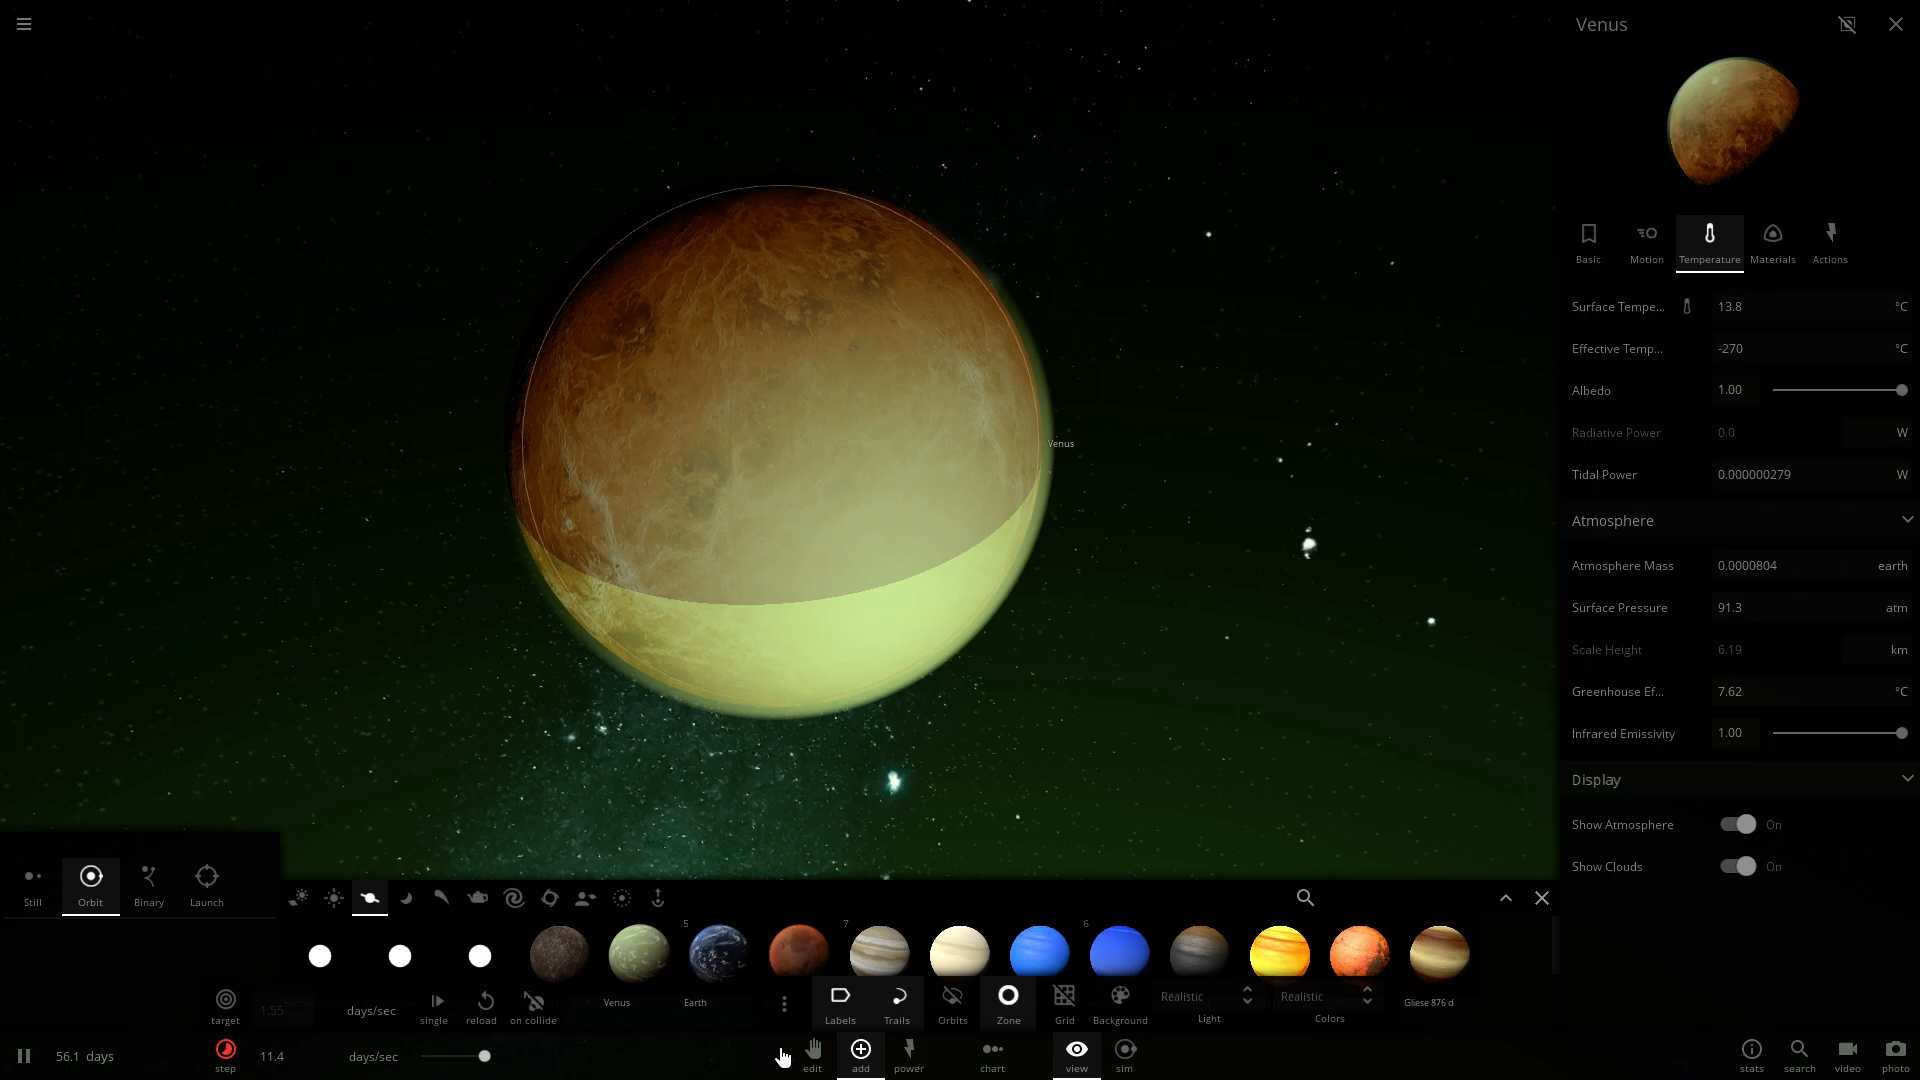 Venus
Basic
Motion
Temperature
Materials
Actions
Surface Tempe... 13.8 °C
Effective Temp... -270 °C
Albedo 1.00
Radiative Power 0.0 W
Tidal Power 0.000000279 W
Atmosphere
Atmosphere Mass 0.0000804 earth
Surface Pressure 91.3 atm
Scale Height 6.19 km
Greenhouse Ef... 7.62 °C
Infrared Emissivity 1.00
Display
Show Atmosphere On
Show Clouds On
Venus
Still
Orbit
Binary
Launch
5
7
6
Venus
Earth
Gliese 876 d
target
1.55 days/sec
single
reload
on collide
Labels
Trails
Orbits
Zone
Grid
Background
Realistic
Light
Realistic
Colors
56.1 days
step
11.4 days/sec
edit
add
power
chart
view
sim
stats
search
video
photo